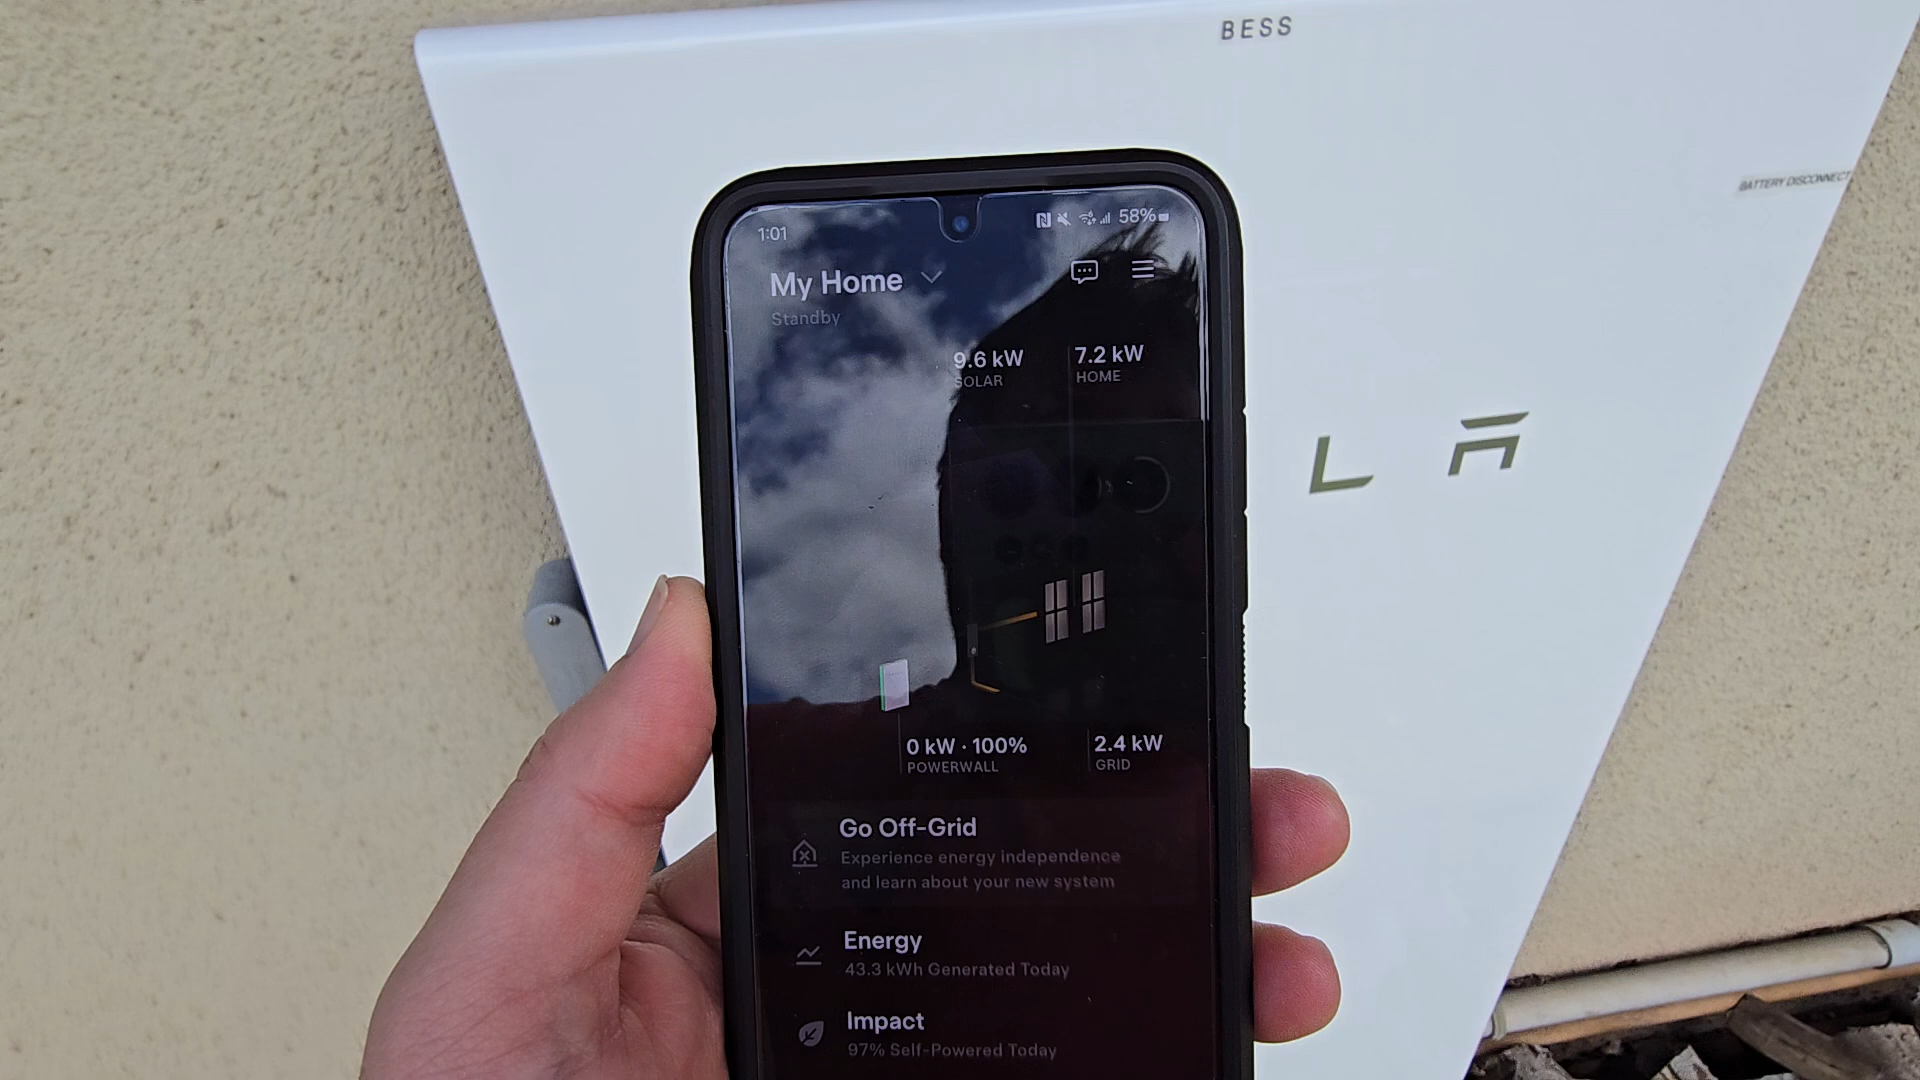 BESS
BATTERY DISCONNECT
L A
1:01
58%
My Home
Standby
9.6 kW
SOLAR
7.2 kW
HOME
0 kW · 100%
POWERWALL
2.4 kW
GRID
Go Off-Grid
Experience energy independence
and learn about your new system
Energy
43.3 kWh Generated Today
Impact
97% Self-Powered Today